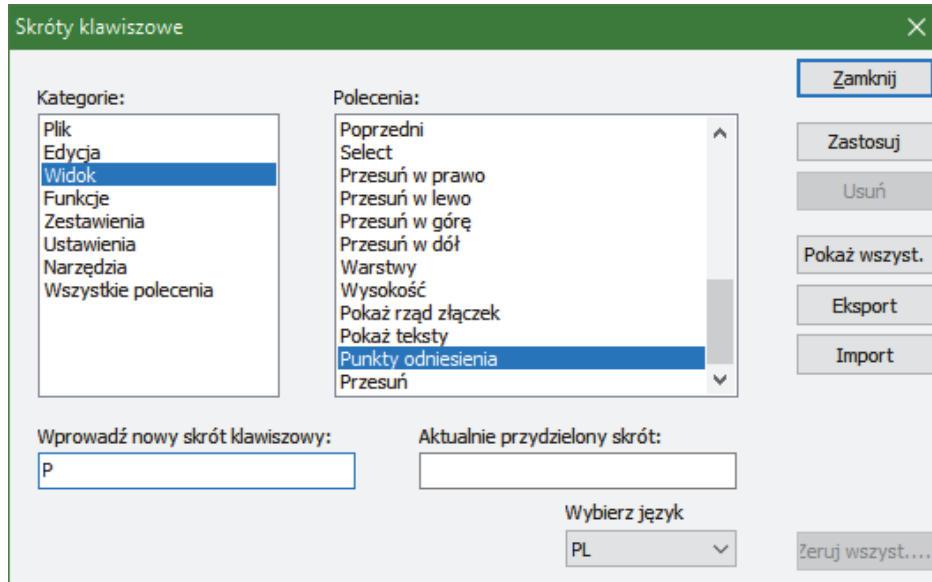 Skróty klawiszowe
Kategorie:
Plik
Edycja
Widok
Funkcje
Zestawienia
Ustawienia
Narzędzia
Wszystkie polecenia
Polecenia:
Poprzedni
Select
Przesuń w prawo
Przesuń w lewo
Przesuń w górę
Przesuń w dół
Warstwy
Wysokość
Pokaż rząd złączek
Pokaż teksty
Punkty odniesienia
Przesuń
Zamknij
Zastosuj
Usuń
Pokaż wszyst.
Eksport
Import
Wprowadź nowy skrót klawiszowy:
P
Aktualnie przydzielony skrót:
Wybierz język
PL
Zeruj wszyst....